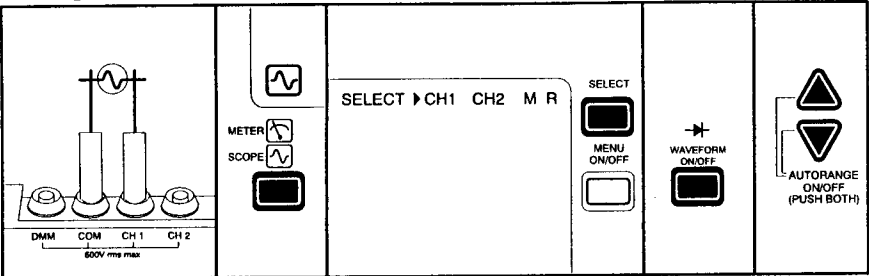 DMM COM CH 1 CH 2
600V rms max
METER
SCOPE
SELECT CH1 CH2 M R
SELECT
MENU
ON/OFF
WAVEFORM
ON/OFF
AUTORANGE
ON/OFF
(PUSH BOTH)